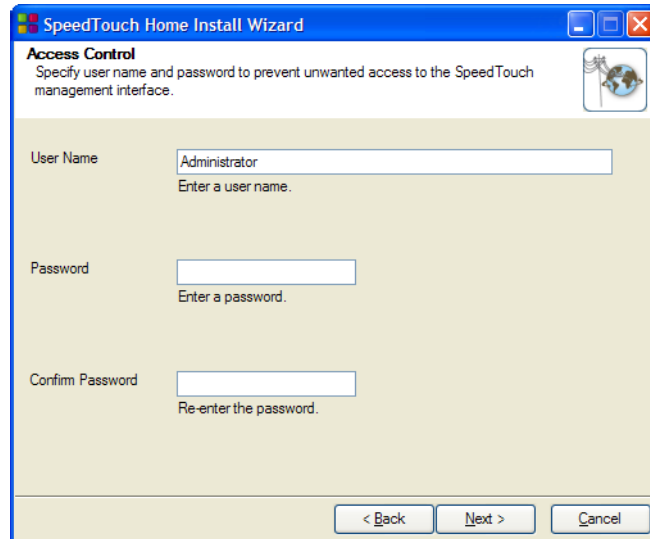 SpeedTouch Home Install Wizard
Access Control
Specify user name and password to prevent unwanted access to the SpeedTouch
management interface.
User Name
Administrator
Enter a user name.
Password
Enter a password.
Confirm Password
Re-enter the password.
< Back
Next >
Cancel